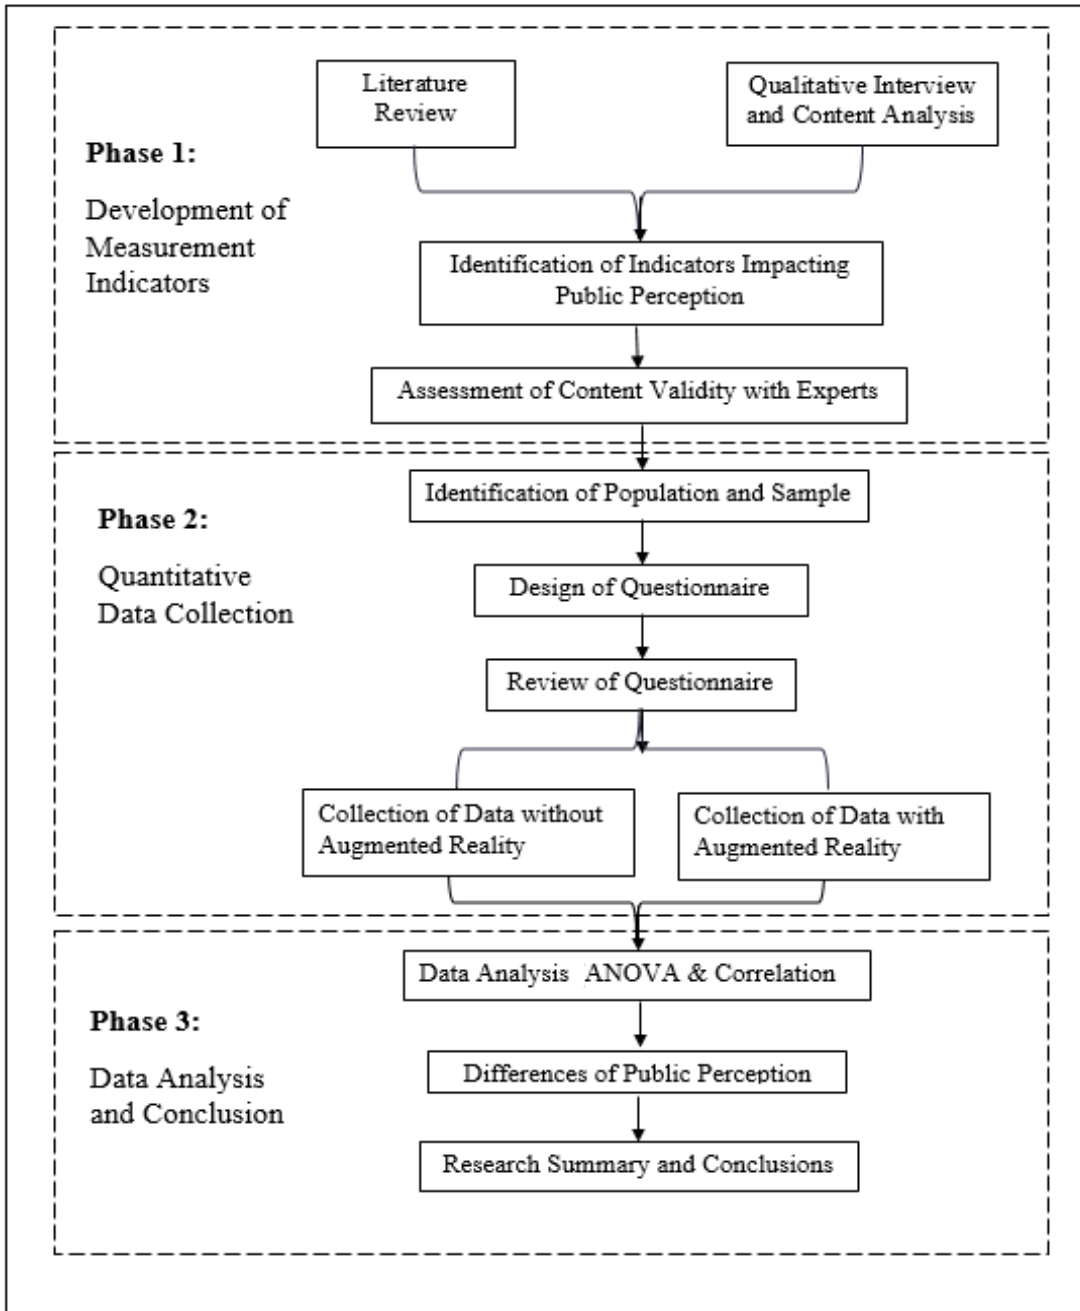 Literature
Review
Qualitative Interview
and Content Analysis
Phase 1:
Development of
Measurement
Indicators
Identification of Indicators Impacting
Public Perception
Assessment of Content Validity with Experts
Identification of Population and Sample
Phase 2:
Quantitative
Data Collection
Design of Questionnaire
Review of Questionnaire
Collection of Data without
Augmented Reality
Collection of Data with
Augmented Reality
Data Analysis ANOVA & Correlation
Phase 3:
Data Analysis
and Conclusion
Differences of Public Perception
Research Summary and Conclusions